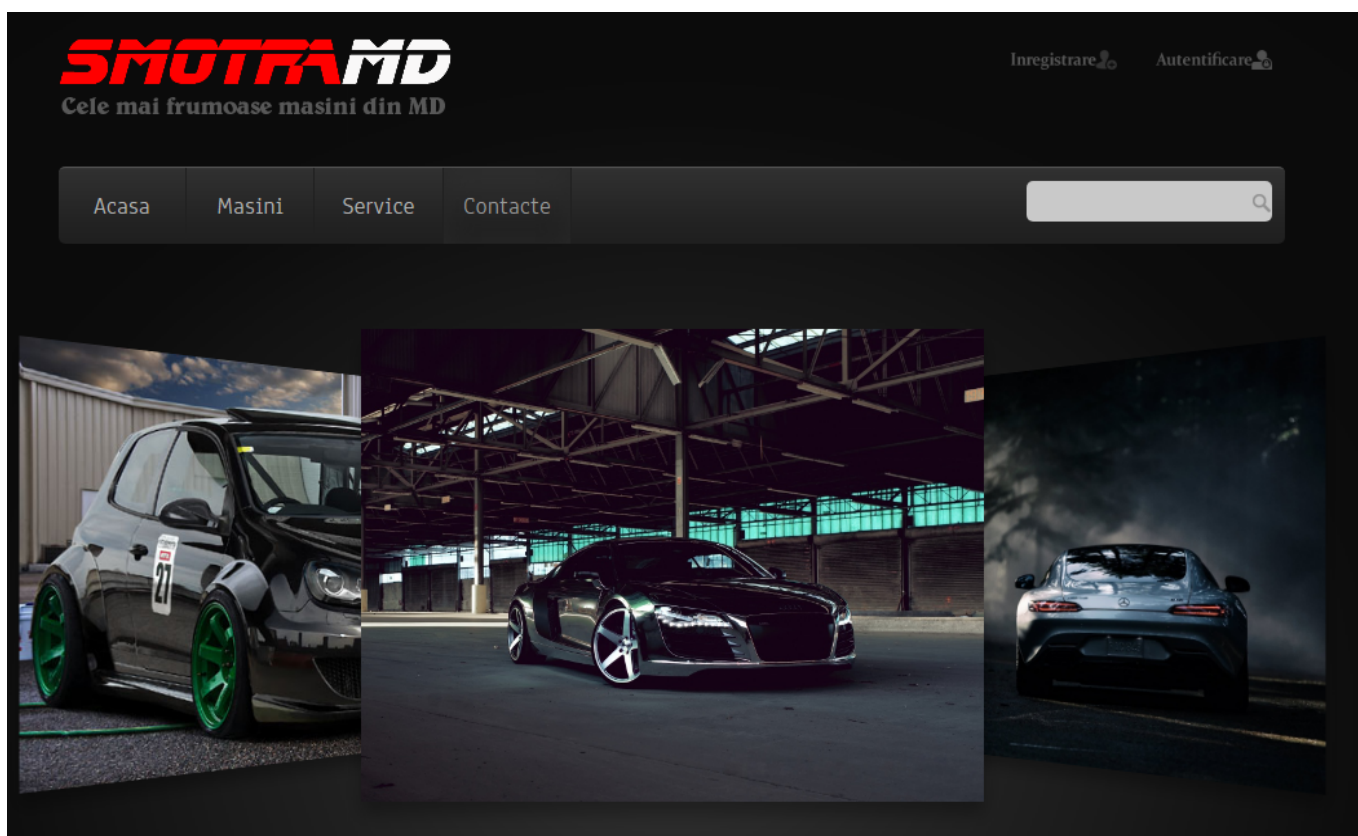 SMOTRAMD
Cele mai frumoase masini din MD
Inregistrare
Autentificare
Acasa
Masini
Service
Contacte
27